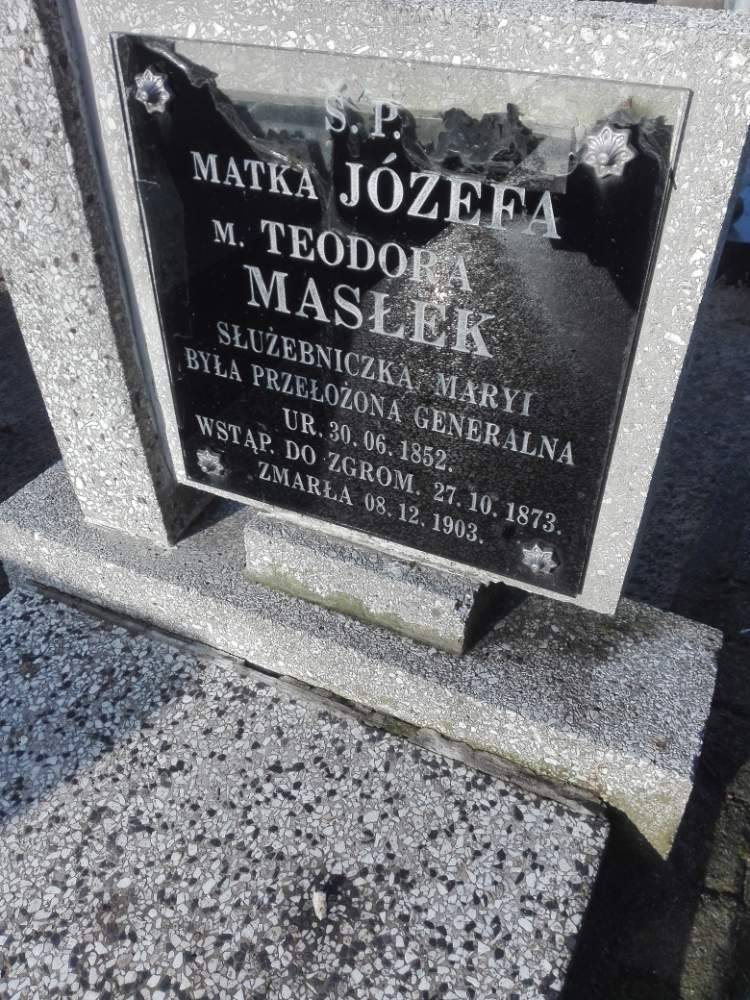 Ś. P.
MATKA JÓZEFA
M. TEODORA
MASŁEK
SŁUŻEBNICZKA MARYI
BYŁA PRZEŁOŻONA GENERALNA
UR. 30. 06. 1852.
WSTĄP. DO ZGROM. 27. 10. 1873.
ZMARŁA 08. 12. 1903.